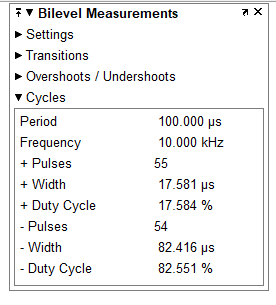 Bilevel Measurements
Settings
Transitions
Overshoots / Undershoots
Cycles
Period 100.000 µs
Frequency 10.000 kHz
+ Pulses 55
+ Width 17.581 µs
+ Duty Cycle 17.584 %
- Pulses 54
- Width 82.416 µs
- Duty Cycle 82.551 %